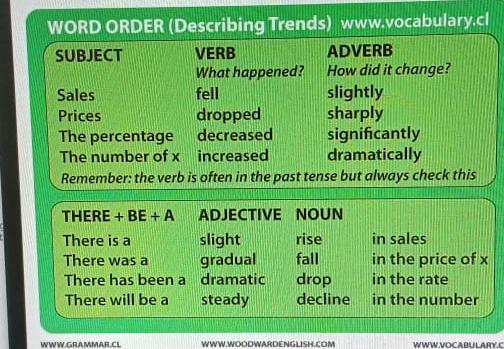 WORD ORDER (Describing Trends) www.vocabulary.cl
SUBJECT VERB ADVERB
What happened? How did it change?
Sales fell slightly
Prices dropped sharply
The percentage decreased significantly
The number of x increased dramatically
Remember: the verb is often in the past tense but always check this
THERE + BE + A ADJECTIVE NOUN
There is a slight rise in sales
There was a gradual fall in the price of x
There has been a dramatic drop in the rate
There will be a steady decline in the number
WWW.GRAMMAR.CL WWW.WOODWARDENGLISH.COM WWW.VOCABULARY.C